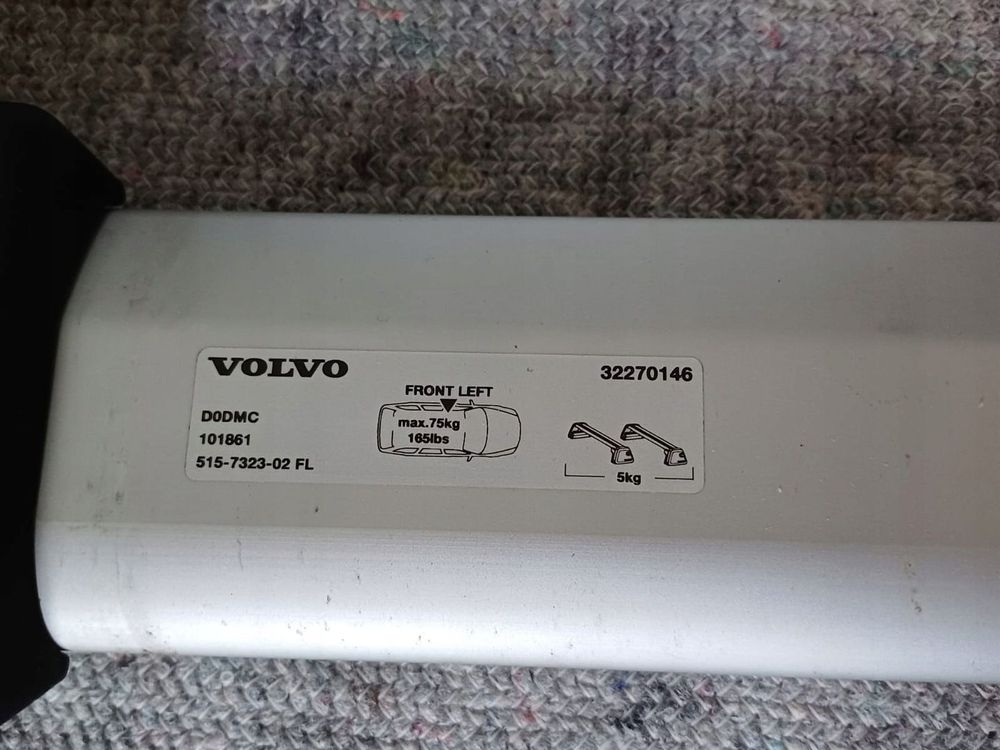 VOLVO
32270146
FRONT LEFT
D0DMC
max.75kg
101861
165lbs
515-7323-02 FL
5kg